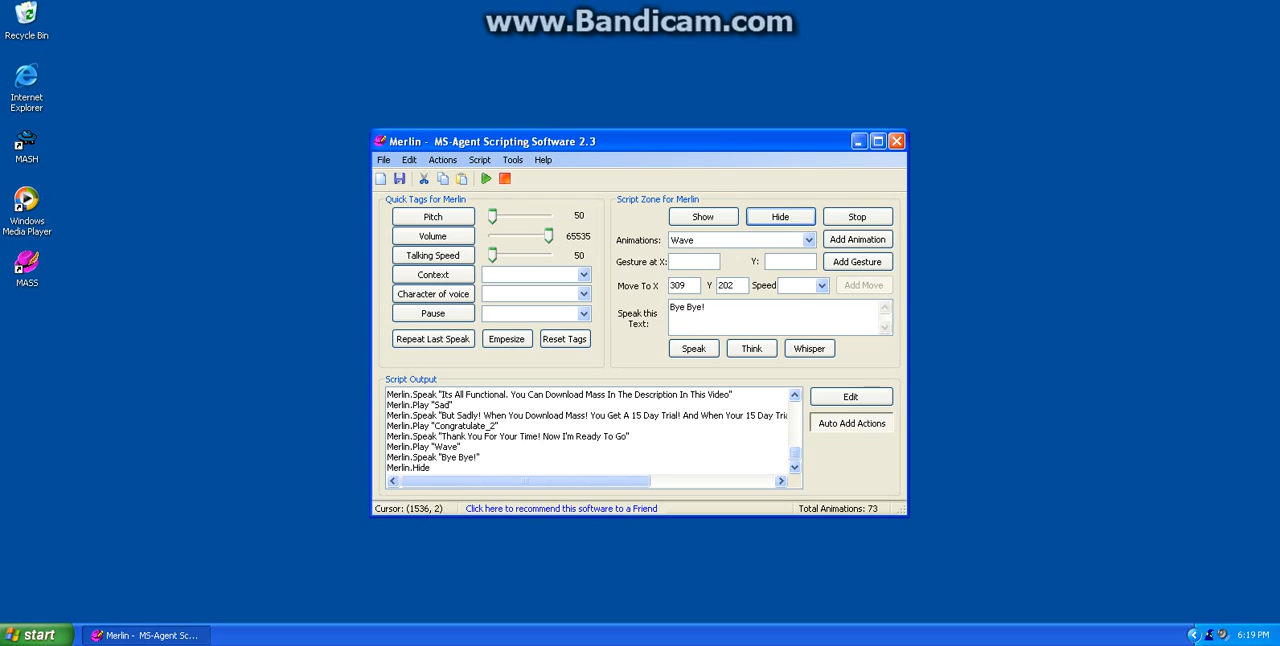 www.Bandicam.com
Recycle Bin
Internet
Explorer
MASH
Windows
Media Player
MASS
Merlin - MS-Agent Scripting Software 2.3
File Edit Actions Script Tools Help
Quick Tags for Merlin
Pitch 50
Volume 65535
Talking Speed 50
Context
Character of voice
Pause
Repeat Last Speak Empesize Reset Tags
Script Zone for Merlin
Show Hide Stop
Animations: Wave Add Animation
Gesture at X: Y: Add Gesture
Move To X 309 Y 202 Speed Add Move
Speak this
Text:
Bye Bye!
Speak Think Whisper
Script Output
Merlin.Speak "Its All Functional. You Can Download Mass In The Description In This Video"
Merlin.Play "Sad"
Merlin.Speak "But Sadly! When You Download Mass! You Get A 15 Day Trial! And When Your 15 Day Tria
Merlin.Play "Congratulate_2"
Merlin.Speak "Thank You For Your Time! Now I'm Ready To Go"
Merlin.Play "Wave"
Merlin.Speak "Bye Bye!"
Merlin.Hide
Edit
Auto Add Actions
Cursor: (1536, 2) Click here to recommend this software to a Friend Total Animations: 73
start Merlin - MS-Agent Sc... 6:19 PM